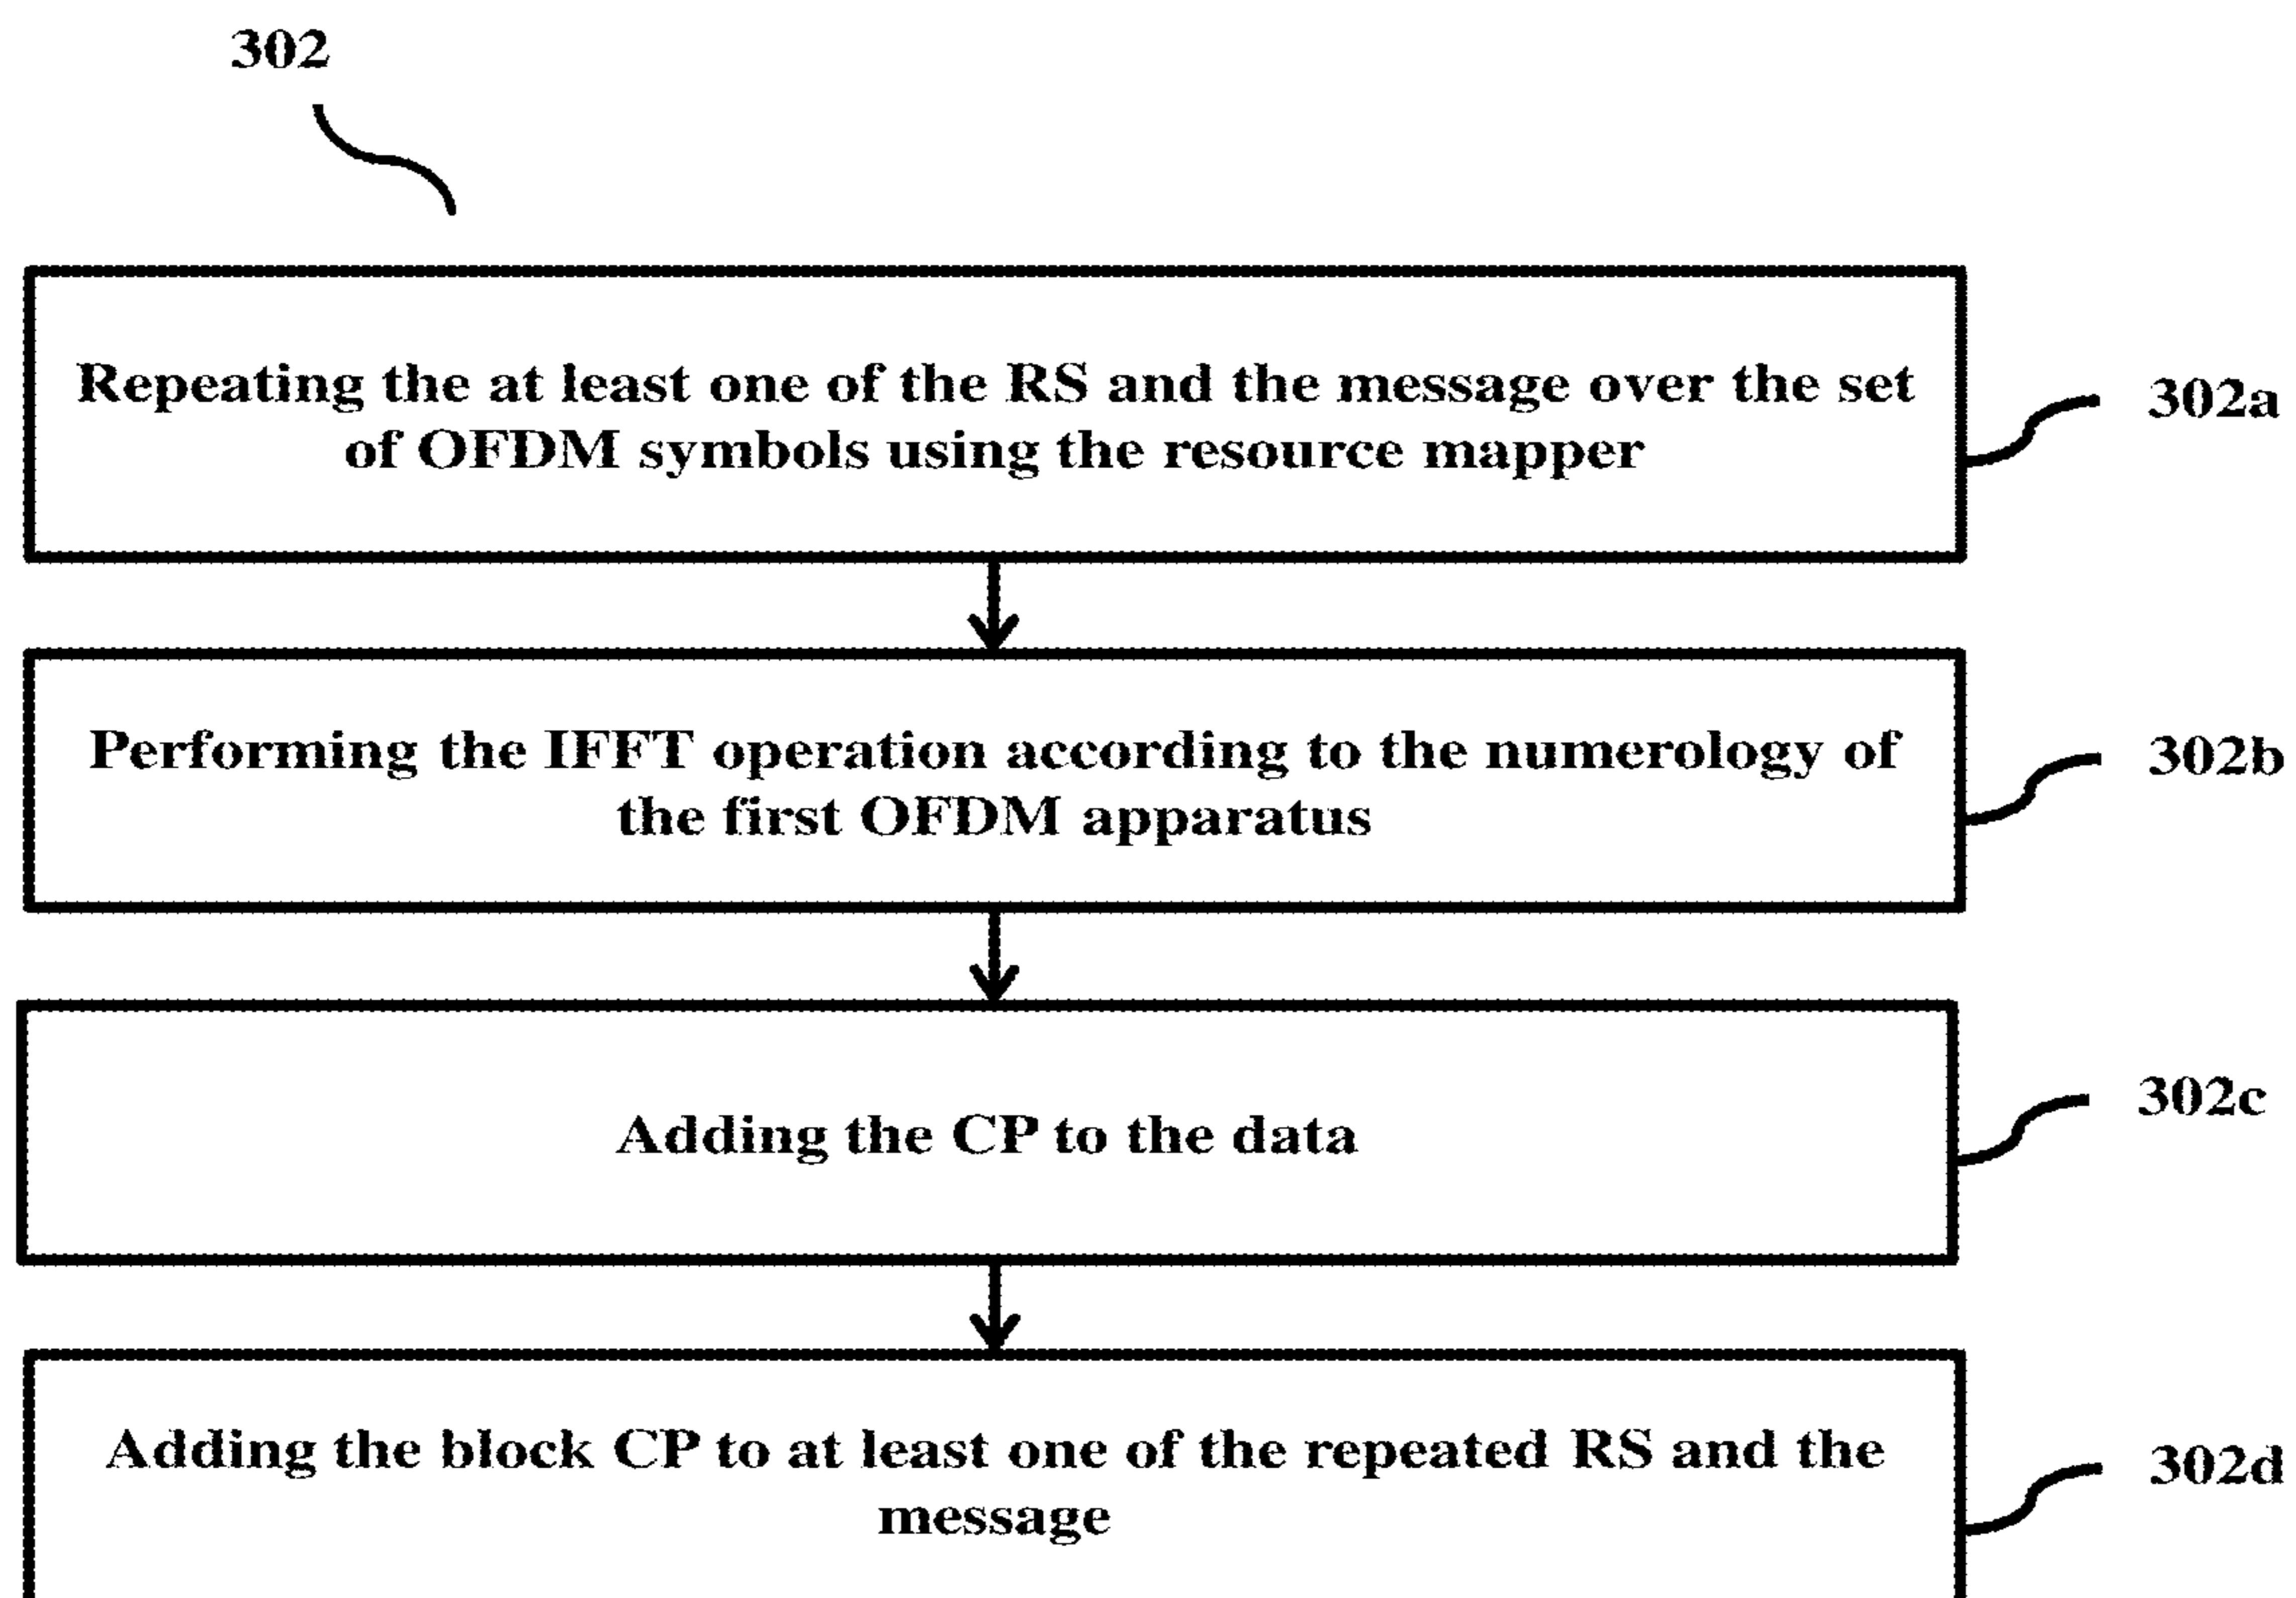 302
Repeating the at least one of the RS and the message over the set
of OFDM symbols using the resource mapper
302a
Performing the IFFT operation according to the numerology of
the first OFDM apparatus
302b
Adding the CP to the data
302c
Adding the block CP to at least one of the repeated RS and the
message
302d